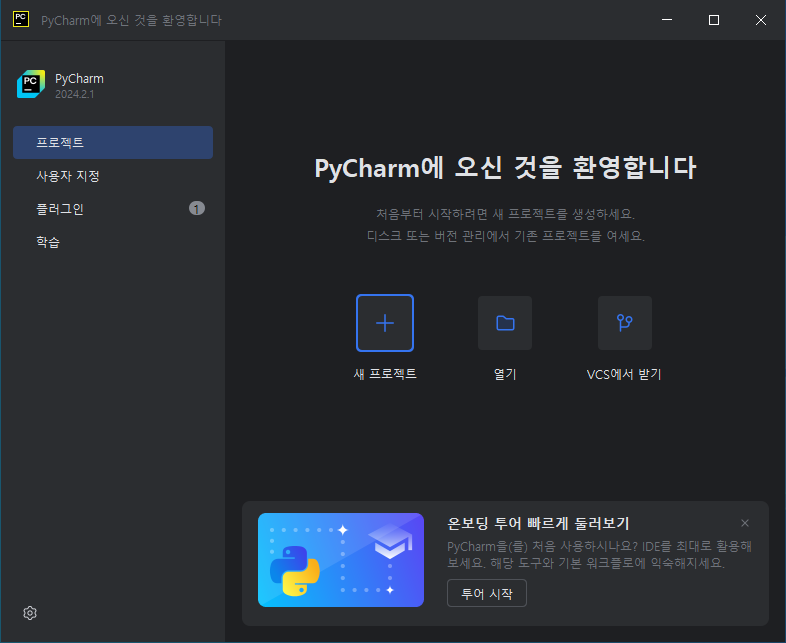 PC PyCharm에 오신 것을 환영합니다
PC PyCharm
2024.2.1
프로젝트
사용자 지정
플러그인 1
학습
PyCharm에 오신 것을 환영합니다
처음부터 시작하려면 새 프로젝트를 생성하세요.
디스크 또는 버전 관리에서 기존 프로젝트를 여세요.
새 프로젝트
열기
VCS에서 받기
온보딩 투어 빠르게 둘러보기
PyCharm을(를) 처음 사용하시나요? IDE를 최대로 활용해
보세요. 해당 도구와 기본 워크플로에 익숙해지세요.
투어 시작